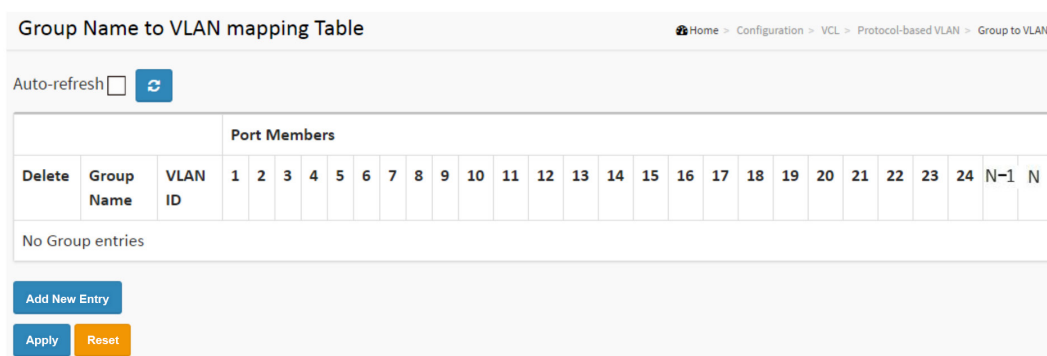 Group Name to VLAN mapping Table
Home > Configuration > VCL > Protocol-based VLAN > Group to VLAN
Auto-refresh
Port Members
Delete Group Name VLAN ID 1 2 3 4 5 6 7 8 9 10 11 12 13 14 15 16 17 18 19 20 21 22 23 24 N-1 N
No Group entries
Add New Entry
Apply Reset